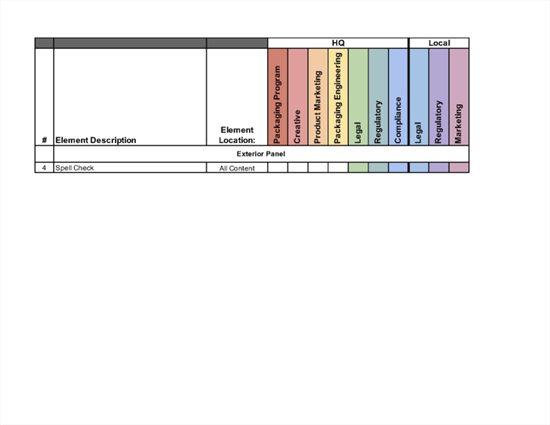 HQ Local
# Element Description Element Location: Packaging Program Creative Product Marketing Packaging Engineering Legal Regulatory Compliance Legal Regulatory Marketing
Exterior Panel
4 Spell Check All Content